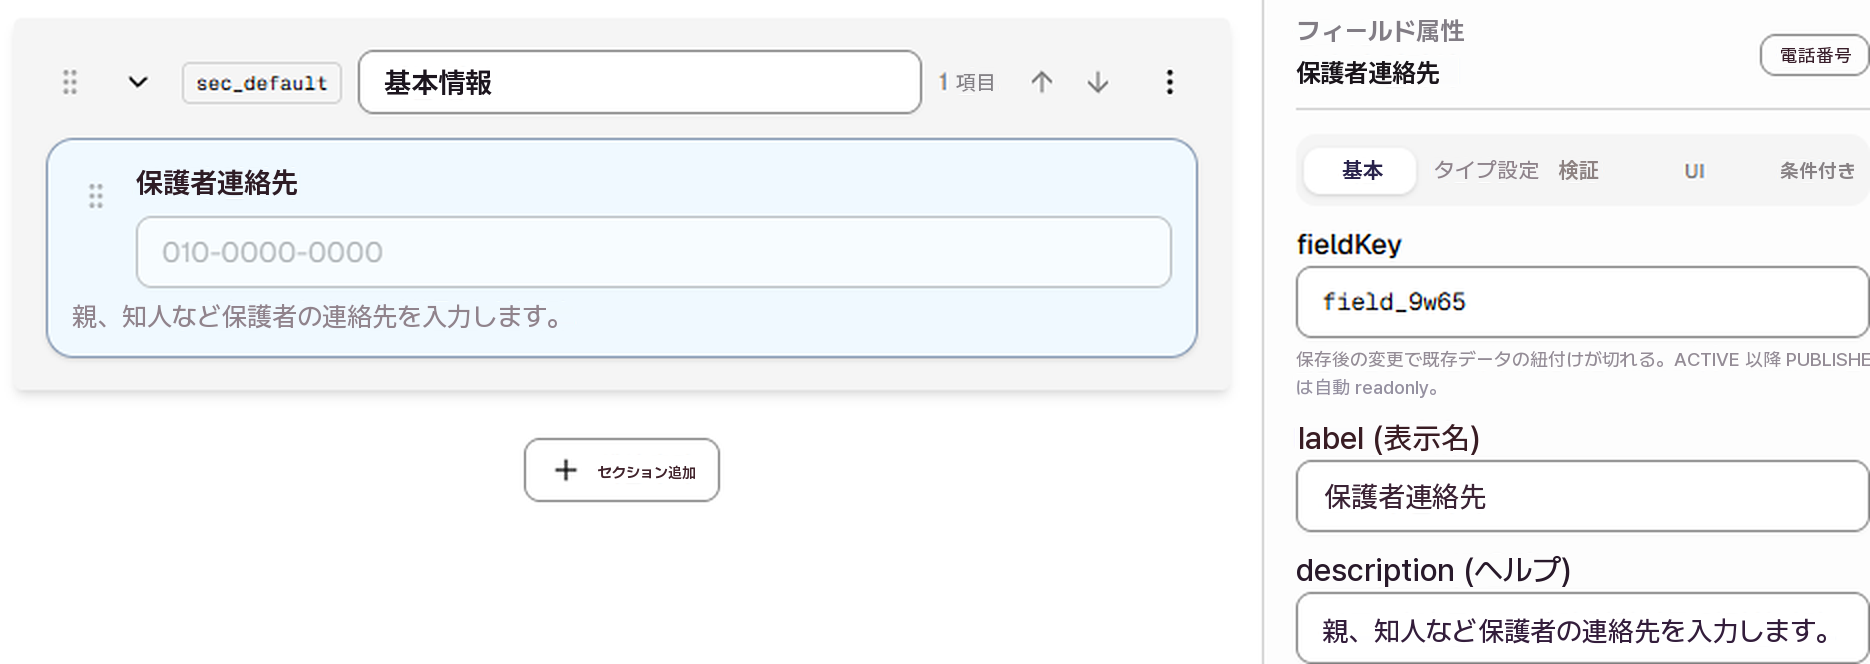 sec_default 基本情報 1 項目
保護者連絡先
010-0000-0000
親、知人など保護者の連絡先を入力します。
セクション追加
フィールド属性
保護者連絡先
電話番号
基本 タイプ設定 検証 UI 条件付き
fieldKey
field_9w65
保存後の変更で既存データの紐付けが切れる。ACTIVE 以降 PUBLISHE
は自動 readonly。
label (表示名)
保護者連絡先
description (ヘルプ)
親、知人など保護者の連絡先を入力します。